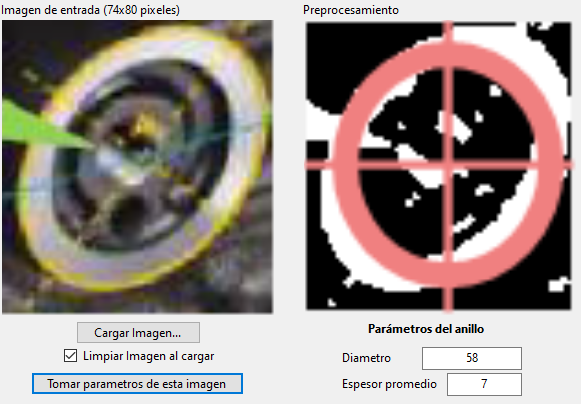 Imagen de entrada (74x80 pixeles)
Preprocesamiento
Cargar Imagen...
Limpiar Imagen al cargar
Tomar parametros de esta imagen
Parámetros del anillo
Diametro 58
Espesor promedio 7